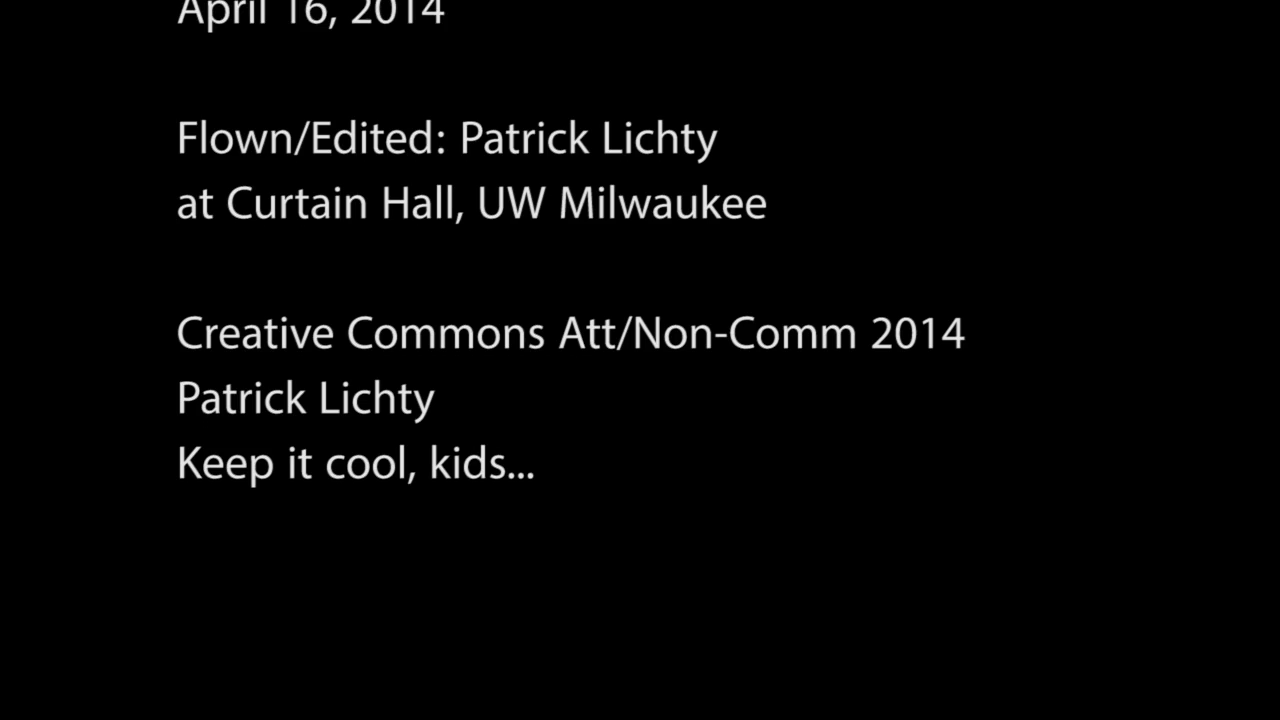 April 16, 2014
Flown/Edited: Patrick Lichty
at Curtain Hall, UW Milwaukee
Creative Commons Att/Non-Comm 2014
Patrick Lichty
Keep it cool, kids...